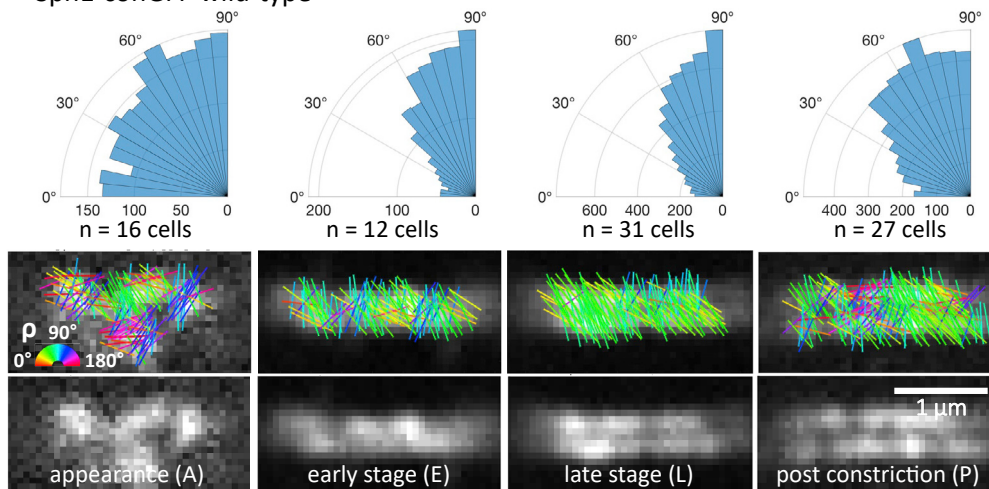 90° 90° 90° 90°
60° 60° 60° 60°
30° 30° 30° 30°
0° 0° 0° 0°
150 100 50 0 200 100 0 600 400 200 0 500 400 300 200 100 0
n = 16 cells n = 12 cells n = 31 cells n = 27 cells
ρ 90°
0° 180°
1 μm
appearance (A) early stage (E) late stage (L) post constriction (P)